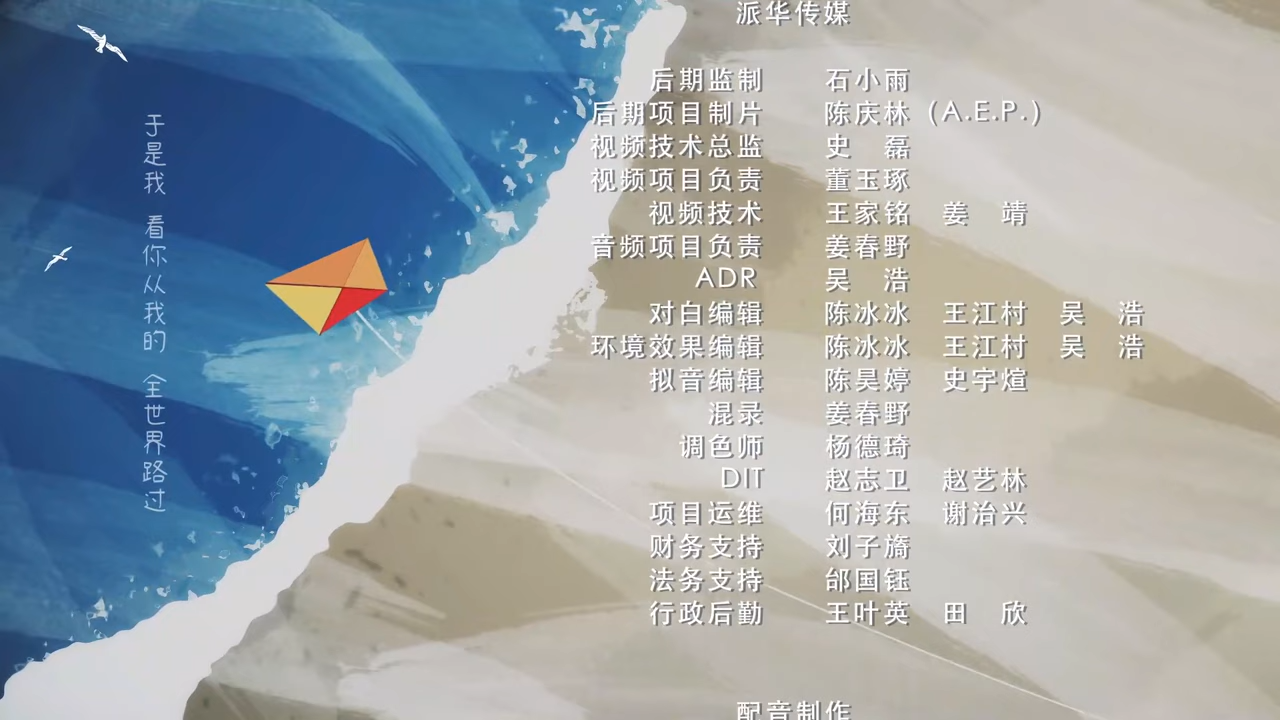 于是我 看你从我的 全世界路过
派华传媒
后期监制 石小雨
后期项目制片 陈庆林（A.E.P.）
视频技术总监 史 磊
视频项目负责 董玉琢
视频技术 王家铭 姜 靖
音频项目负责 姜春野
ADR 吴 浩
对白编辑 陈冰冰 王江村 吴 浩
环境效果编辑 陈冰冰 王江村 吴 浩
拟音编辑 陈昊婷 史宇煊
混录 姜春野
调色师 杨德琦
DIT 赵志卫 赵艺林
项目运维 何海东 谢治兴
财务支持 刘子旖
法务支持 邰国钰
行政后勤 王叶英 田 欣
配音制作